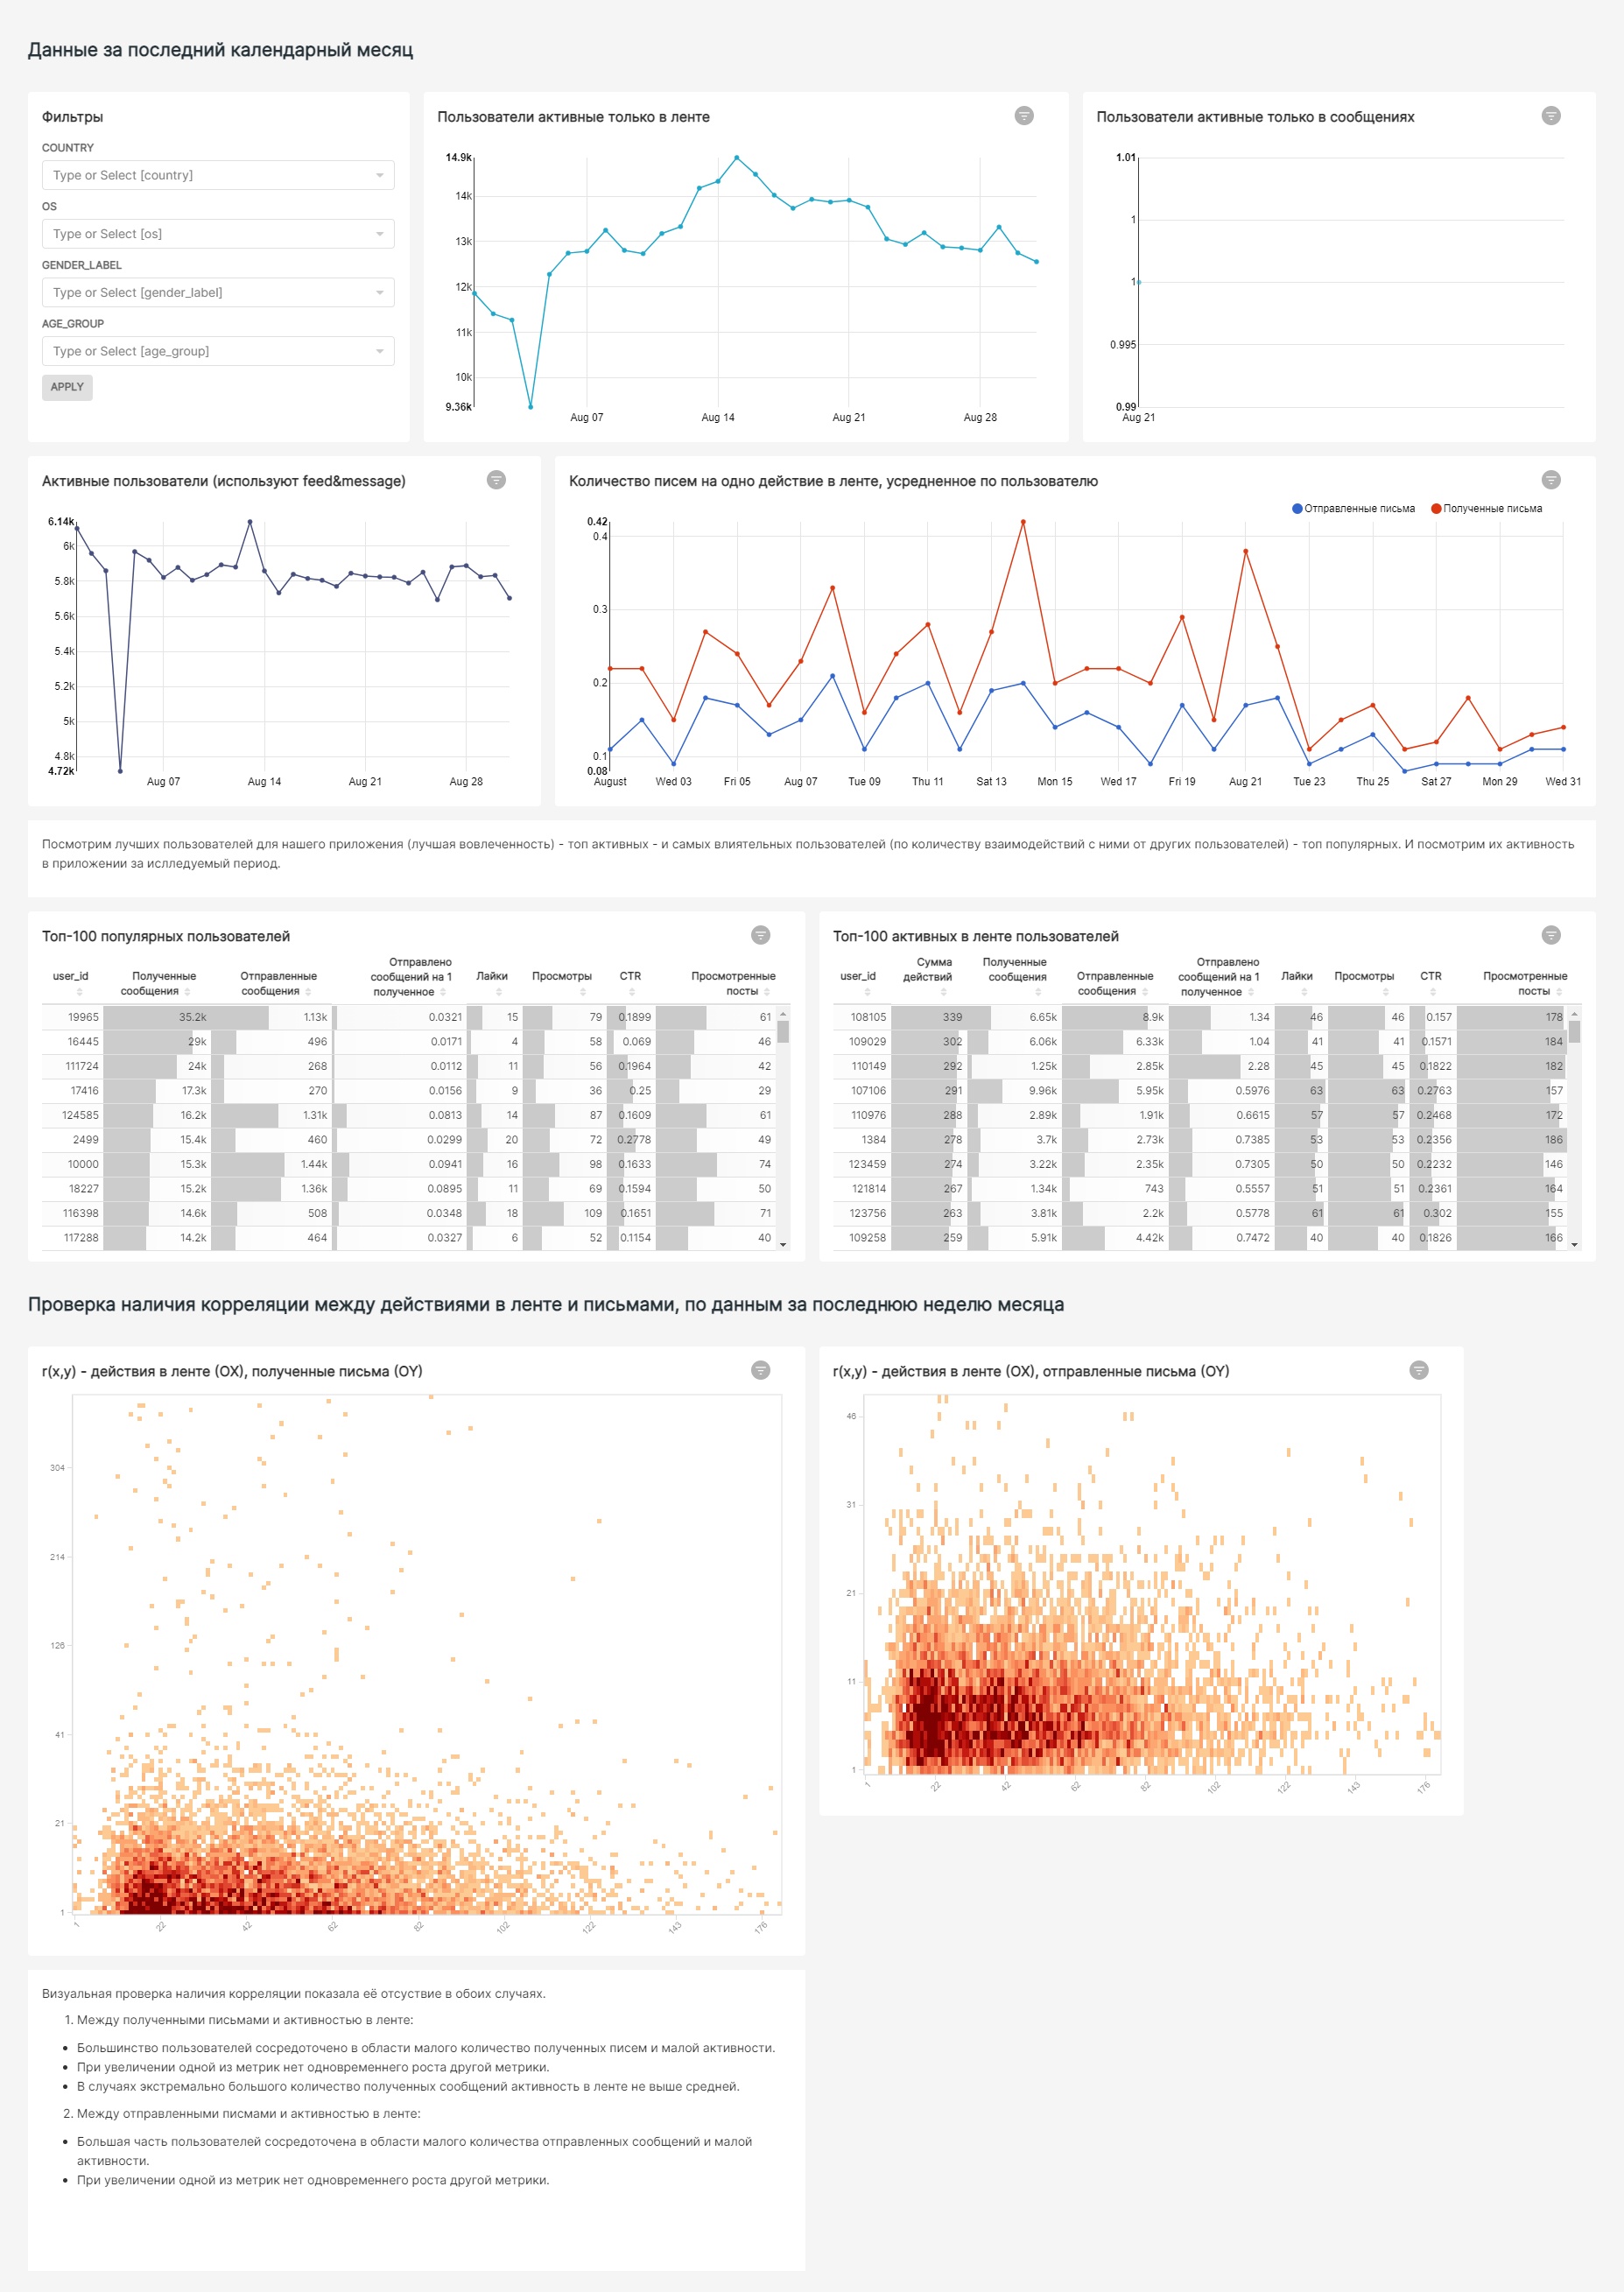 Данные за последний календарный месяц
Фильтры
COUNTRY
Type or Select [country]
OS
Type or Select [os]
GENDER_LABEL
Type or Select [gender_label]
AGE_GROUP
Type or Select [age_group]
APPLY
Пользователи активные только в ленте
14.9k
14k
13k
12k
11k
10k
9.36k
Aug 07 Aug 14 Aug 21 Aug 28
Пользователи активные только в сообщениях
1.01
1
1
0.995
0.99
Aug 21
Активные пользователи (используют feed&message)
6.14k
6k
5.8k
5.6k
5.4k
5.2k
5k
4.8k
4.72k
Aug 07 Aug 14 Aug 21 Aug 28
Количество писем на одно действие в ленте, усредненное по пользователю
Отправленные письма Полученные письма
0.42
0.4
0.3
0.2
0.1
0.08
August Wed 03 Fri 05 Aug 07 Tue 09 Thu 11 Sat 13 Mon 15 Wed 17 Fri 19 Aug 21 Tue 23 Thu 25 Sat 27 Mon 29 Wed 31
Посмотрим лучших пользователей для нашего приложения (лучшая вовлеченность) - топ активных - и самых влиятельных пользователей (по количеству взаимодействий с ними от других пользователей) - топ популярных. И посмотрим их активность
в приложении за исследуемый период.
Топ-100 популярных пользователей
user_id Полученные сообщения Отправленные сообщения Отправлено сообщений на 1 полученное Лайки Просмотры CTR Просмотренные посты
19965 35.2k 1.13k 0.0321 15 79 0.1899 61
16445 29k 496 0.0171 4 58 0.069 46
111724 24k 268 0.0112 11 56 0.1964 42
17416 17.3k 270 0.0156 9 36 0.25 29
124585 16.2k 1.31k 0.0813 14 87 0.1609 61
2499 15.4k 460 0.0299 20 72 0.2778 49
10000 15.3k 1.44k 0.0941 16 98 0.1633 74
18227 15.2k 1.36k 0.0895 11 69 0.1594 50
116398 14.6k 508 0.0348 18 109 0.1651 71
117288 14.2k 464 0.0327 6 52 0.1154 40
Топ-100 активных в ленте пользователей
user_id Сумма действий Полученные сообщения Отправленные сообщения Отправлено сообщений на 1 полученное Лайки Просмотры CTR Просмотренные посты
108105 339 6.65k 8.9k 1.34 46 46 0.157 178
109029 302 6.06k 6.33k 1.04 41 41 0.1571 184
110149 292 1.25k 2.85k 2.28 45 45 0.1822 182
107106 291 9.96k 5.95k 0.5976 63 63 0.2763 157
110976 288 2.89k 1.91k 0.6615 57 57 0.2468 172
1384 278 3.7k 2.73k 0.7385 53 53 0.2356 186
123459 274 3.22k 2.35k 0.7305 50 50 0.2232 146
121814 267 1.34k 743 0.5557 51 51 0.2361 164
123756 263 3.81k 2.2k 0.5778 61 61 0.302 155
109258 259 5.91k 4.42k 0.7472 40 40 0.1826 166
Проверка наличия корреляции между действиями в ленте и письмами, по данным за последнюю неделю месяца
r(x,y) - действия в ленте (OX), полученные письма (OY)
304
214
126
41
21
1
1 22 42 62 82 102 122 143 176
r(x,y) - действия в ленте (OX), отправленные письма (OY)
46
31
21
11
1
1 22 42 62 82 102 122 143 176
Визуальная проверка наличия корреляции показала её отсуствие в обоих случаях.
1. Между полученными письмами и активностью в ленте:
• Большинство пользователей сосредоточено в области малого количество полученных писем и малой активности.
• При увеличении одной из метрик нет одновременного роста другой метрики.
• В случаях экстремально большого количество полученных сообщений активность в ленте не выше средней.
2. Между отправленными писмами и активностью в ленте:
• Большая часть пользователей сосредоточена в области малого количества отправленных сообщений и малой
активности.
• При увеличении одной из метрик нет одновременного роста другой метрики.